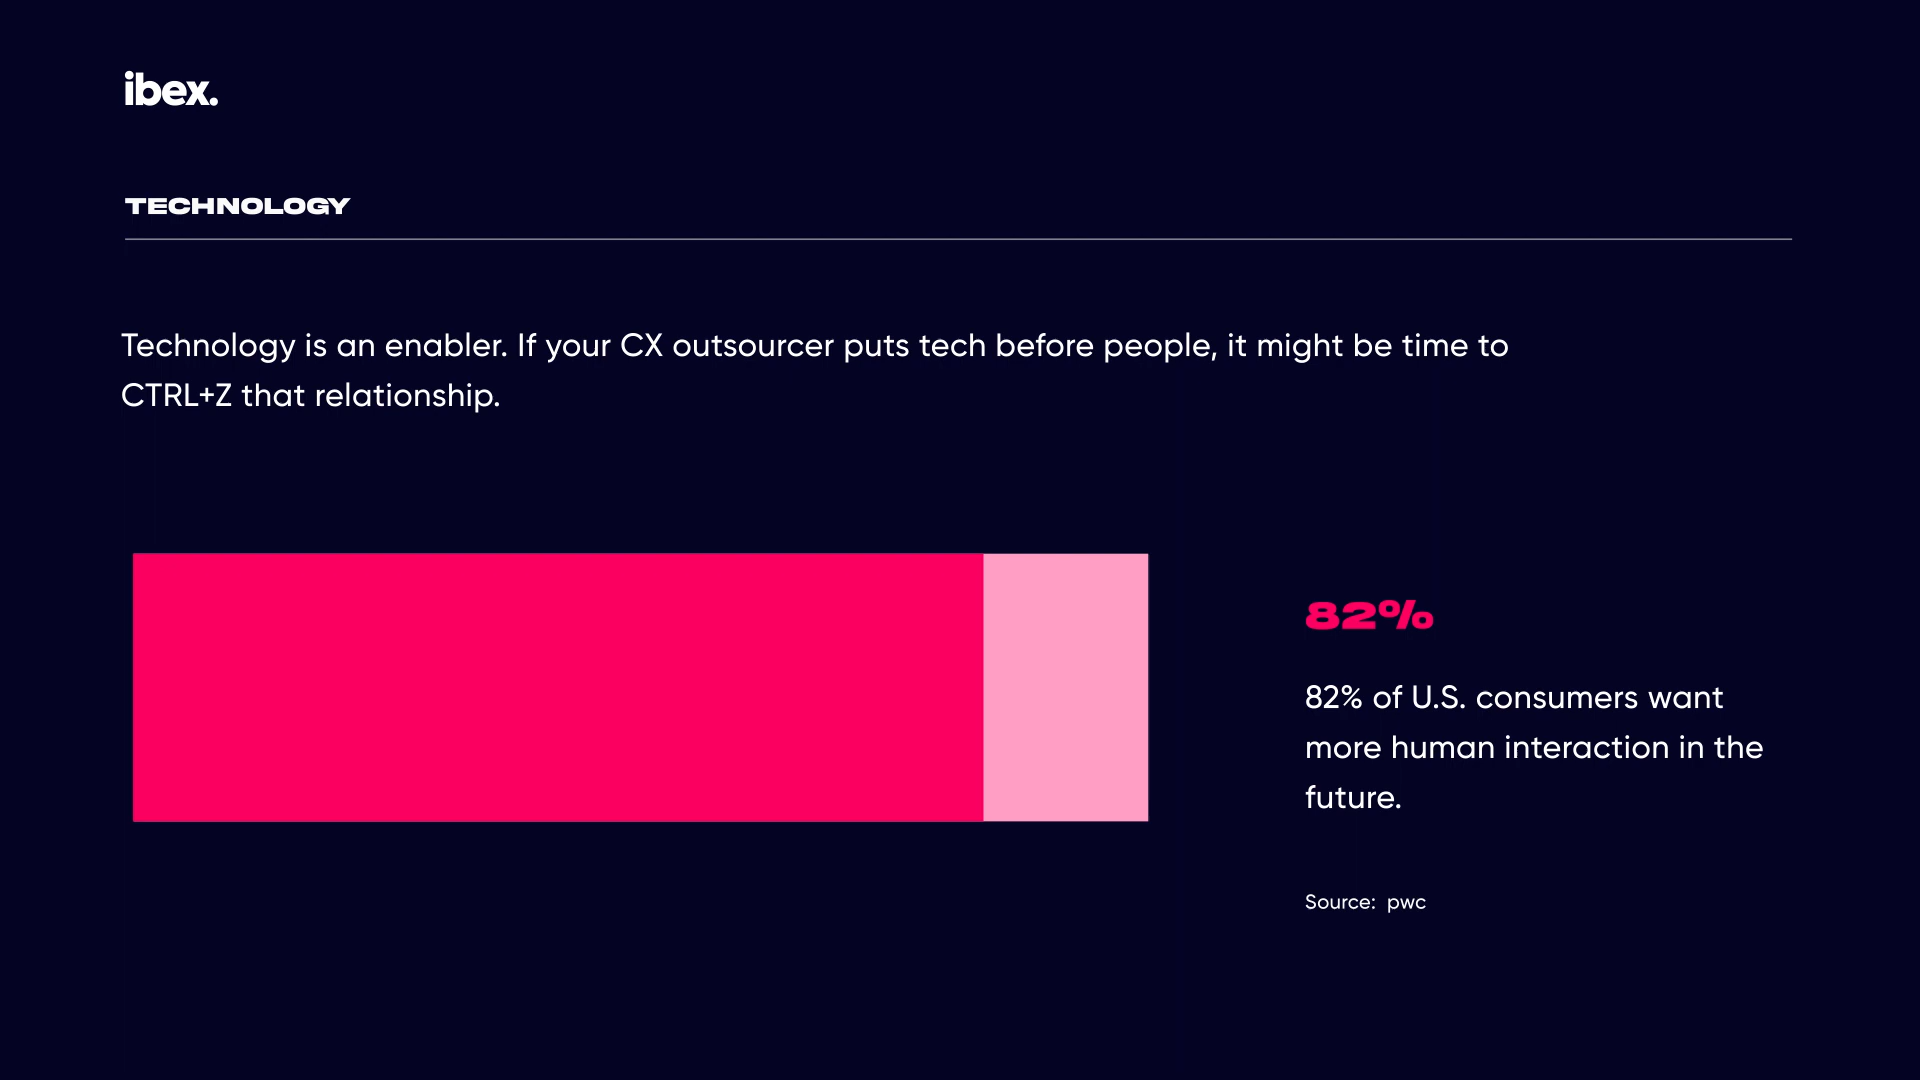 ibex.
TECHNOLOGY
Technology is an enabler. If your CX outsourcer puts tech before people, it might be time to
CTRL+Z that relationship.
82%
82% of U.S. consumers want
more human interaction in the
future.
Source: pwc